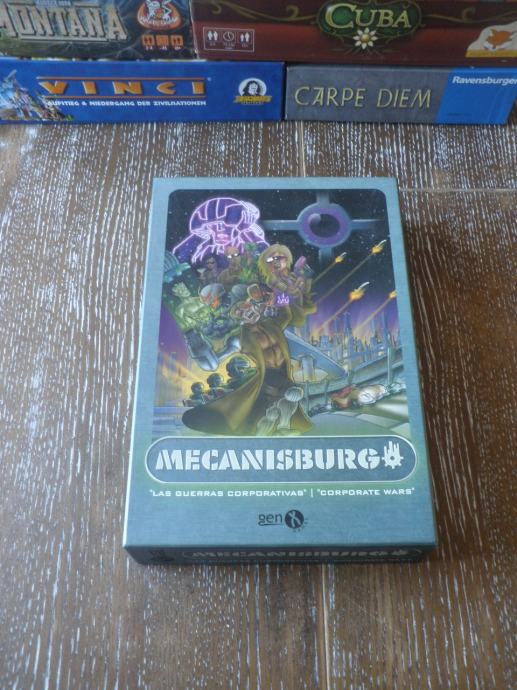 MONTANA
CUBA
VINCI
AUFSTIEG & NIEDERGANG DER ZIVILISATIONEN
CARPE DIEM
Ravensburger
MECANISBURGO
"LAS GUERRAS CORPORATIVAS" | "CORPORATE WARS"
gen X
MECANISBURGO